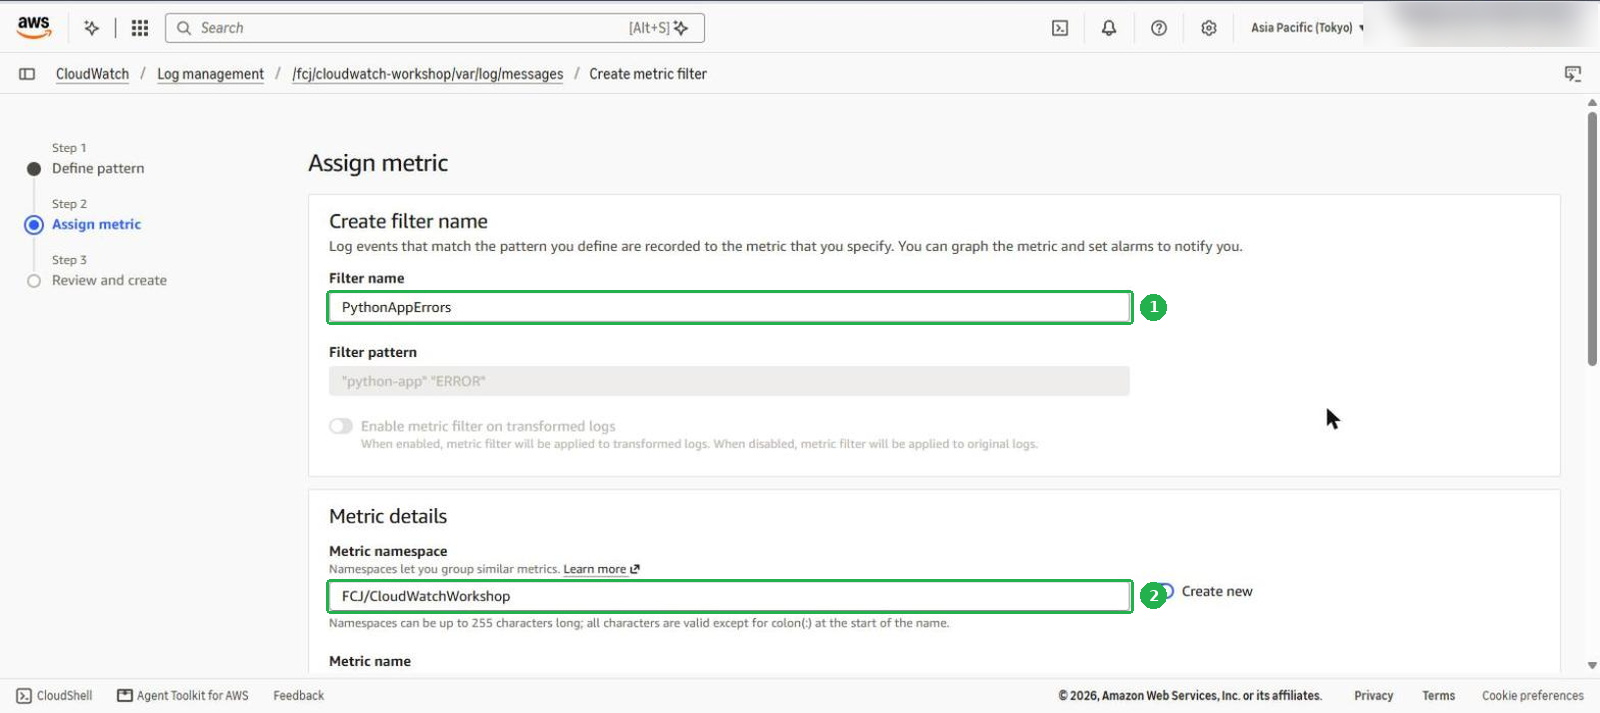 aws
Search
[Alt+S]
Asia Pacific (Tokyo)
CloudWatch / Log management / /fcj/cloudwatch-workshop/var/log/messages / Create metric filter
Step 1
Define pattern
Step 2
Assign metric
Step 3
Review and create
Assign metric
Create filter name
Log events that match the pattern you define are recorded to the metric that you specify. You can graph the metric and set alarms to notify you.
Filter name
PythonAppErrors
1
Filter pattern
"python-app" "ERROR"
Enable metric filter on transformed logs
When enabled, metric filter will be applied to transformed logs. When disabled, metric filter will be applied to original logs.
Metric details
Metric namespace
Namespaces let you group similar metrics. Learn more
FCJ/CloudWatchWorkshop
2
Create new
Namespaces can be up to 255 characters long; all characters are valid except for colon(:) at the start of the name.
Metric name
CloudShell
Agent Toolkit for AWS
Feedback
© 2026, Amazon Web Services, Inc. or its affiliates.
Privacy
Terms
Cookie preferences